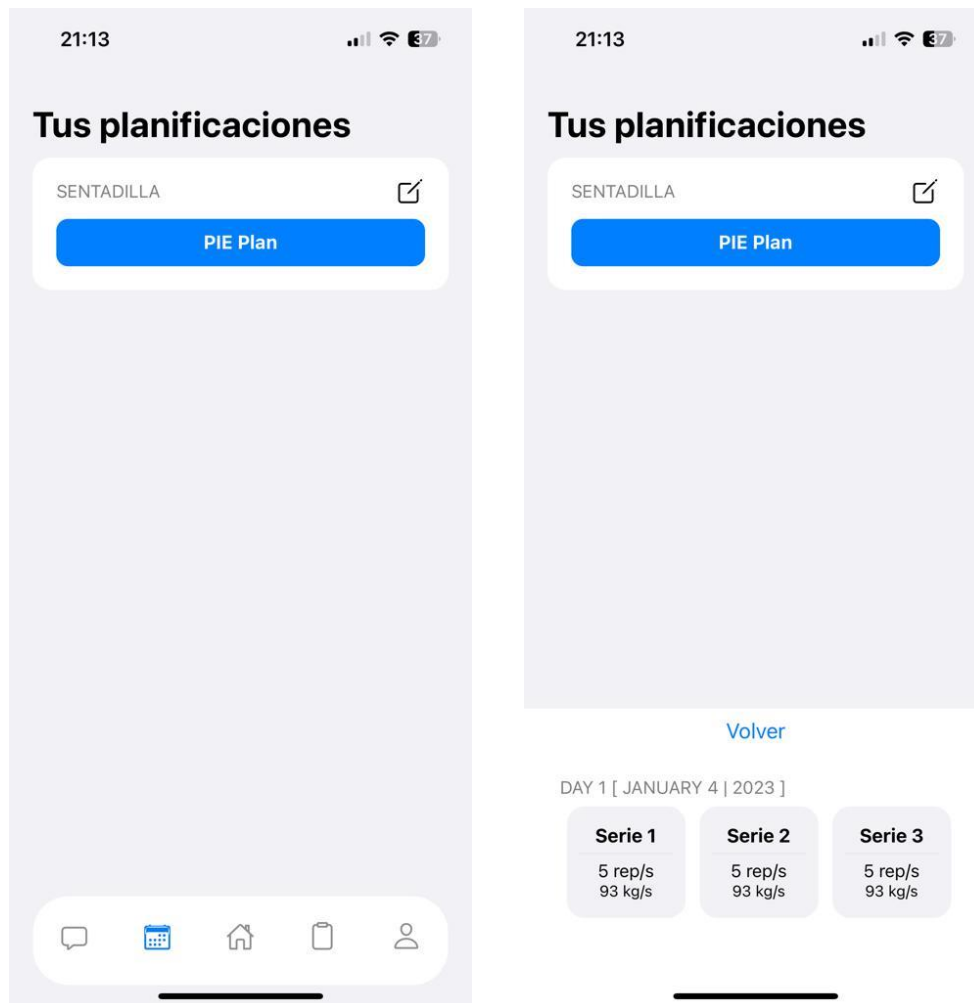 21:13
37
Tus planificaciones
SENTADILLA
PIE Plan
21:13
37
Tus planificaciones
SENTADILLA
PIE Plan
Volver
DAY 1 [ JANUARY 4 | 2023 ]
Serie 1 Serie 2 Serie 3
5 rep/s 5 rep/s 5 rep/s
93 kg/s 93 kg/s 93 kg/s